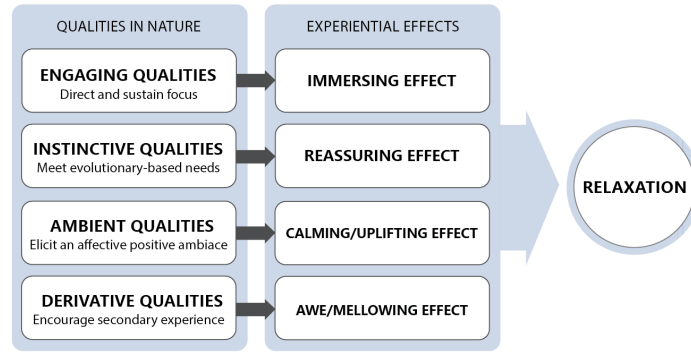 QUALITIES IN NATURE
EXPERIENTIAL EFFECTS
ENGAGING QUALITIES
Direct and sustain focus
IMMERSING EFFECT
INSTINCTIVE QUALITIES
Meet evolutionary-based needs
REASSURING EFFECT
AMBIENT QUALITIES
Elicit an affective positive ambiace
CALMING/UPLIFTING EFFECT
DERIVATIVE QUALITIES
Encourage secondary experience
AWE/MELLOWING EFFECT
RELAXATION